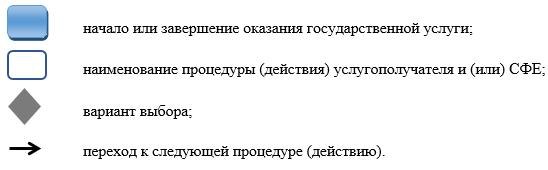 начало или завершение оказания государственной услуги;
наименование процедуры (действия) услугополучателя и (или) СФЕ;
вариант выбора;
переход к следующей процедуре (действию).